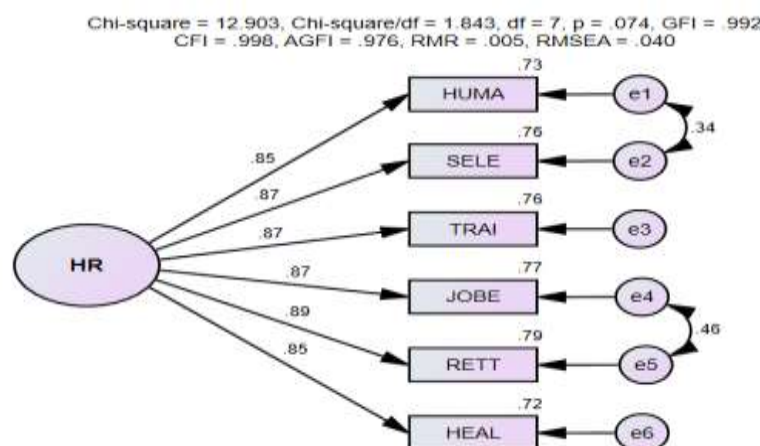 Chi-square = 12.903, Chi-square/df = 1.843, df = 7, p = .074, GFI = .992
CFI = .998, AGFI = .976, RMR = .005, RMSEA = .040
.73
HUMA
e1
.34
.85
.76
SELE
e2
.87
.76
TRAI
e3
.87
HR
.77
JOBE
e4
.87
.46
.79
RETT
e5
.89
.72
HEAL
e6
.85